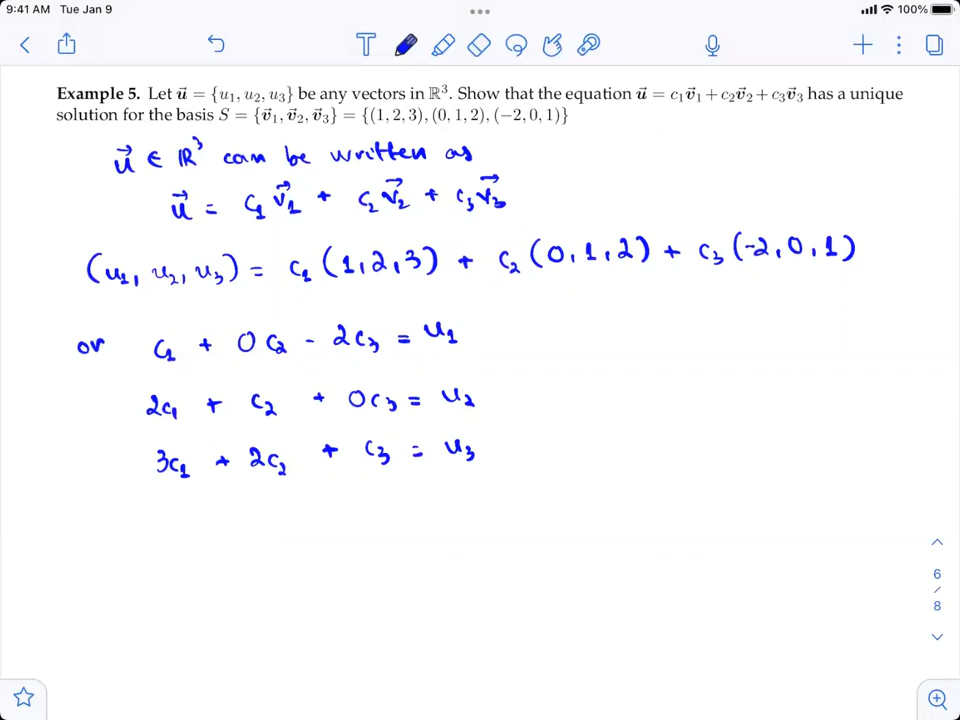 9:41 AM Tue Jan 9 100%
Example 5. Let u⃗ = {u₁, u₂, u₃} be any vectors in ℝ³. Show that the equation u⃗ = c₁v⃗₁ + c₂v⃗₂ + c₃v⃗₃ has a unique
solution for the basis S = {v⃗₁, v⃗₂, v⃗₃} = {(1, 2, 3), (0, 1, 2), (−2, 0, 1)}
u⃗ ∈ ℝ³ can be written as
u⃗ = c₁v⃗₁ + c₂v⃗₂ + c₃v⃗₃
(u₁, u₂, u₃) = c₁(1,2,3) + c₂(0,1,2) + c₃(-2,0,1)
or c₁ + 0c₂ - 2c₃ = u₁
2c₁ + c₂ + 0c₃ = u₂
3c₁ + 2c₂ + c₃ = u₃
6
/
8